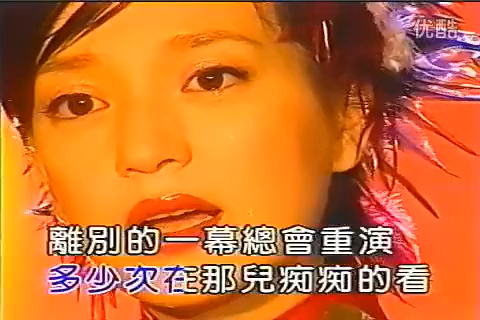 优酷
離別的一幕總會重演
多少次在那兒痴痴的看